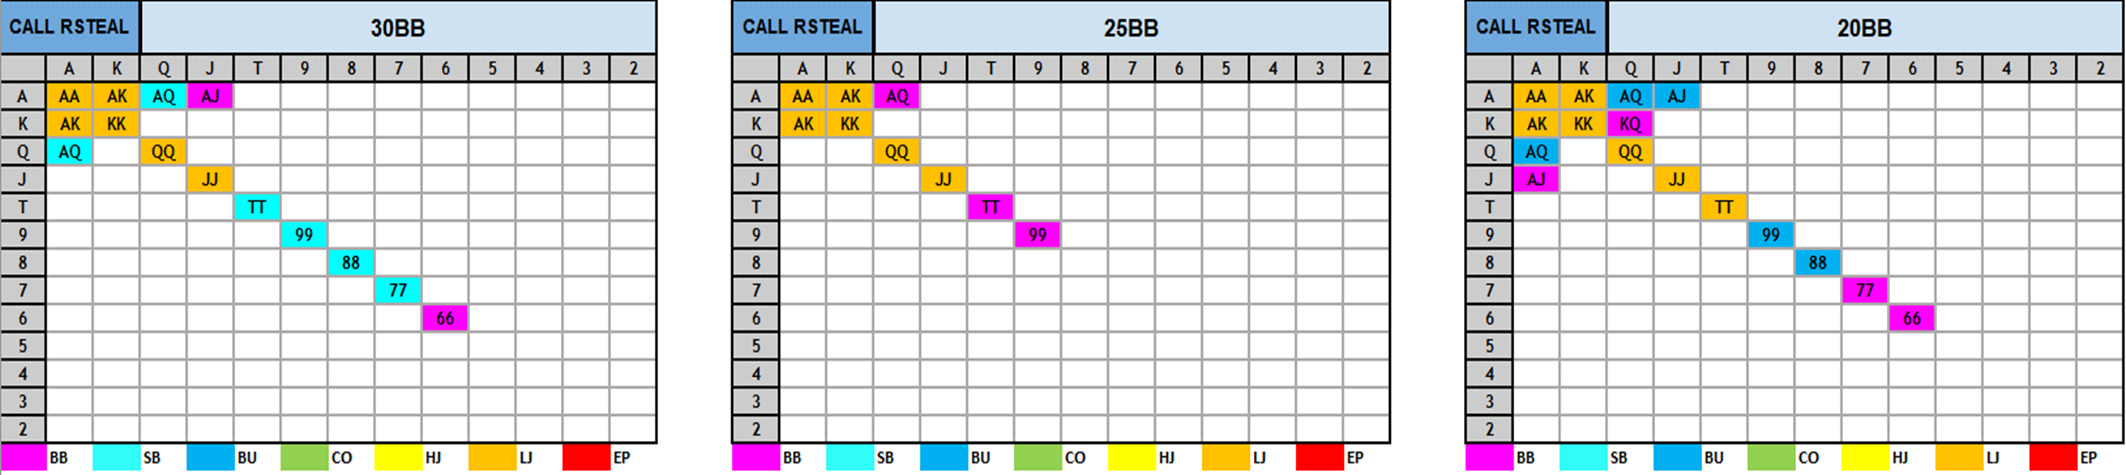 CALL RSTEAL 30BB
A K Q J T 9 8 7 6 5 4 3 2
A AA AK AQ AJ
K AK KK
Q AQ QQ
J JJ
T TT
9 99
8 88
7 77
6 66
5
4
3
2
BB SB BU CO HJ LJ EP
CALL RSTEAL 25BB
A K Q J T 9 8 7 6 5 4 3 2
A AA AK AQ
K AK KK
Q QQ
J JJ
T TT
9 99
8
7
6
5
4
3
2
BB SB BU CO HJ LJ EP
CALL RSTEAL 20BB
A K Q J T 9 8 7 6 5 4 3 2
A AA AK AQ AJ
K AK KK KQ
Q AQ QQ
J AJ JJ
T TT
9 99
8 88
7 77
6 66
5
4
3
2
BB SB BU CO HJ LJ EP